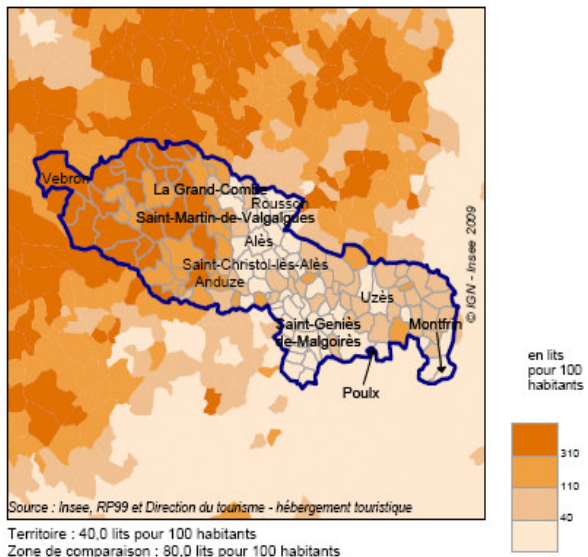 Vebron
La Grand-Combe
Rousson
Saint-Martin-de-Valgalgues
Alès
Saint-Christol-lès-Alès
Anduze
Uzès
Saint-Geniès
de-Malgoirès
Montfrin
Poulx
© IGN - Insee 2009
en lits
pour 100
habitants
310
110
40
Source : Insee, RP99 et Direction du tourisme - hébergement touristique
Territoire : 40,0 lits pour 100 habitants
Zone de comparaison : 80,0 lits pour 100 habitants